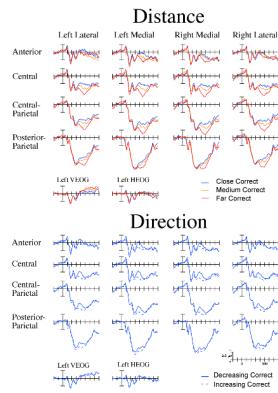 Distance
Left Lateral Left Medial Right Medial Right Lateral
Anterior
Central
Central-
Parietal
Posterior-
Parietal
Left VEOG Left HEOG
Close Correct
Medium Correct
Far Correct
Direction
Anterior
Central
Central-
Parietal
Posterior-
Parietal
Left VEOG Left HEOG
Decreasing Correct
Increasing Correct